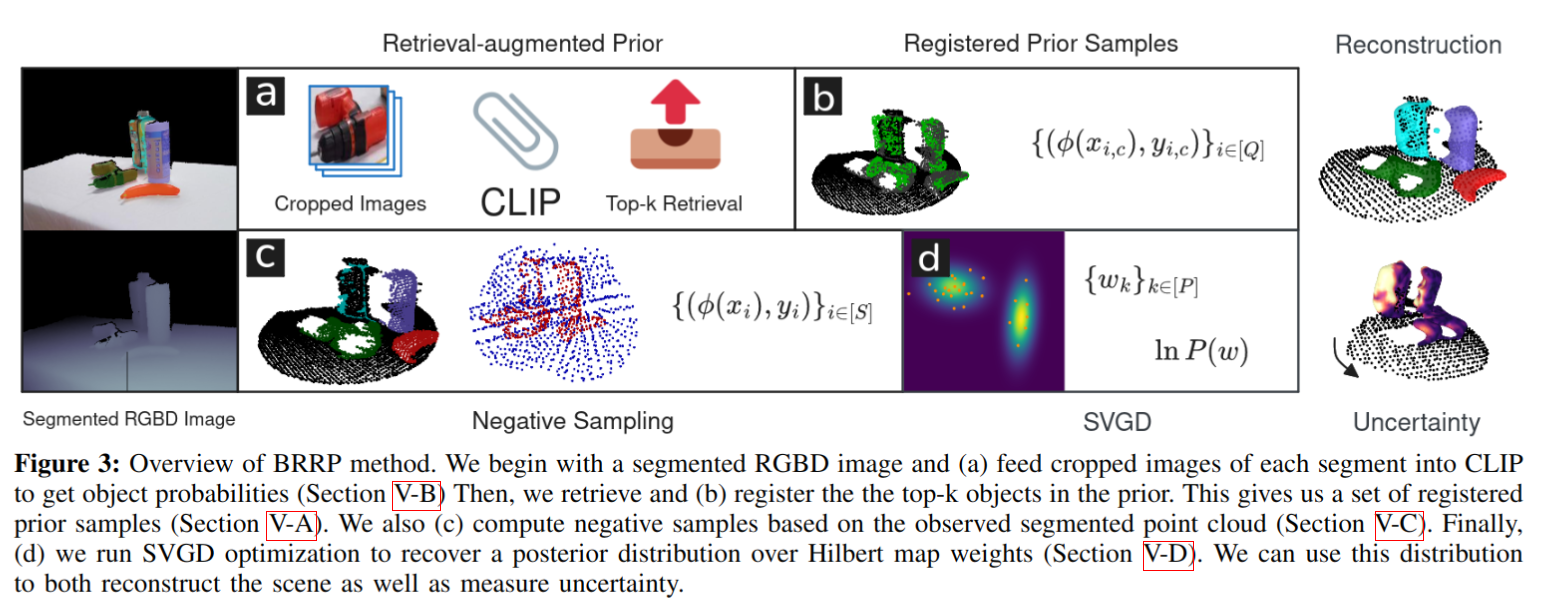 Retrieval-augmented Prior
Registered Prior Samples
Reconstruction
a
Cropped Images
CLIP
Top-k Retrieval
b
{(ϕ(x_{i,c}), y_{i,c})}_{i∈[Q]}
c
{(ϕ(x_i), y_i)}_{i∈[S]}
d
{w_k}_{k∈[P]}
ln P(w)
Segmented RGBD Image
Negative Sampling
SVGD
Uncertainty
Figure 3: Overview of BRRP method. We begin with a segmented RGBD image and (a) feed cropped images of each segment into CLIP
to get object probabilities (Section V-B) Then, we retrieve and (b) register the the top-k objects in the prior. This gives us a set of registered
prior samples (Section V-A). We also (c) compute negative samples based on the observed segmented point cloud (Section V-C). Finally,
(d) we run SVGD optimization to recover a posterior distribution over Hilbert map weights (Section V-D). We can use this distribution
to both reconstruct the scene as well as measure uncertainty.